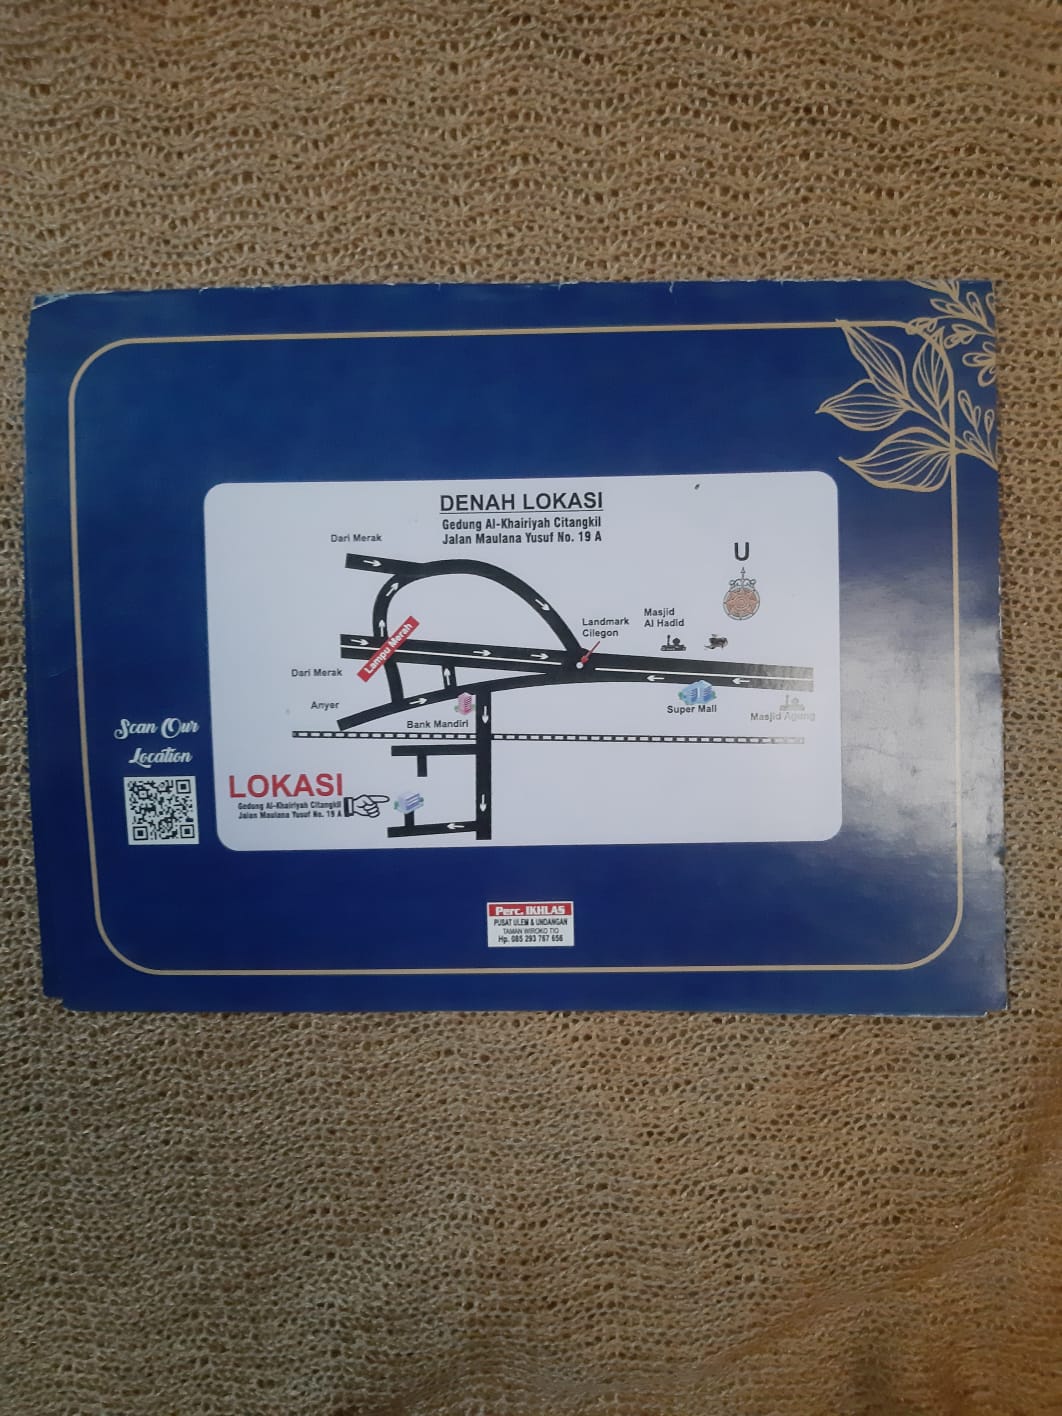 DENAH LOKASI
Gedung Al-Khairiyah Citangkil
Jalan Maulana Yusuf No. 19 A
Dari Merak
U
Landmark
Cilegon
Masjid
Al Hadid
Lampu Merah
Dari Merak
Anyer
Bank Mandiri
Super Mall
Masjid Agung
Scan Our
Location
LOKASI
Gedung Al-Khairiyah Citangkil
Jalan Maulana Yusuf No. 19 A
Perc. IKHLAS
PUSAT ULEM & UNDANGAN
TAMAN WIROKO TIO
Hp. 085 293 767 656